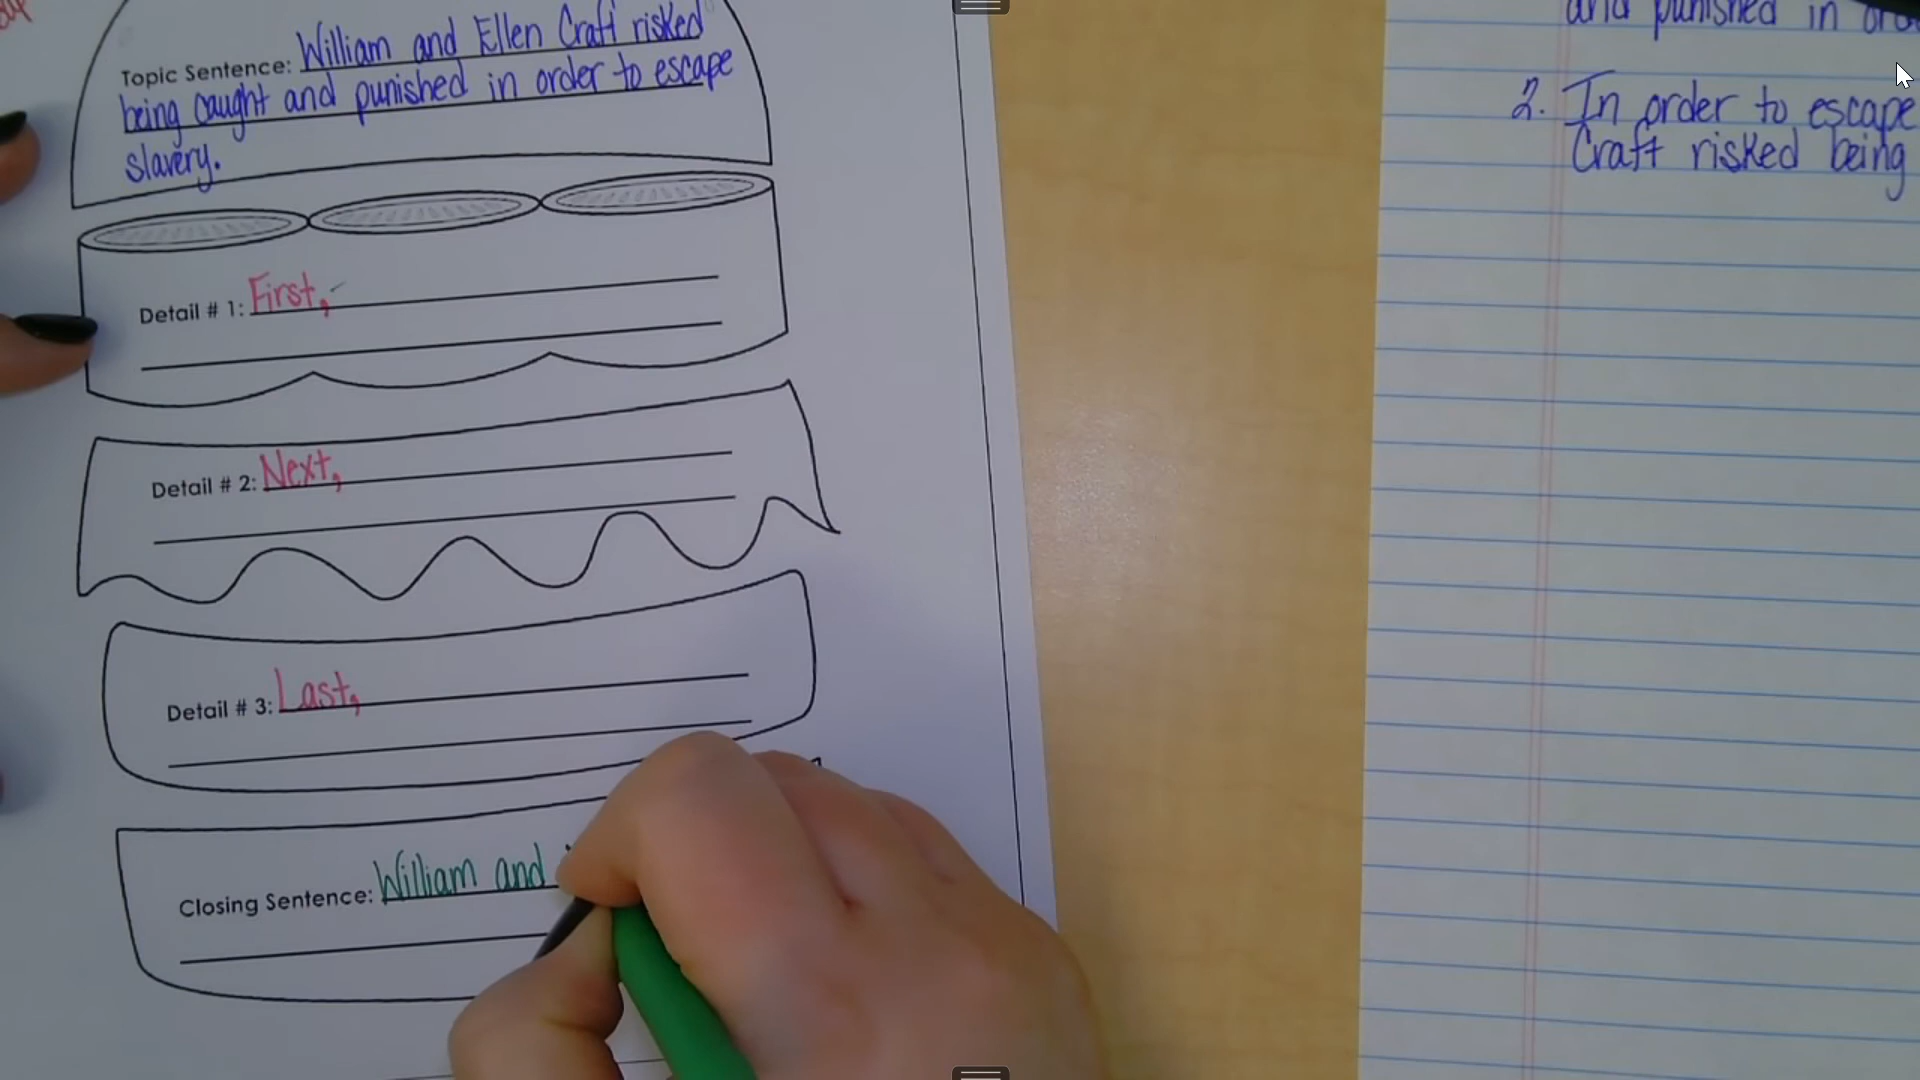 Topic Sentence: William and Ellen Craft risked
being caught and punished in order to escape
slavery.
Detail # 1: First,
Detail # 2: Next,
Detail # 3: Last,
Closing Sentence: William and
and punished in
2. In order to escape
Craft risked being